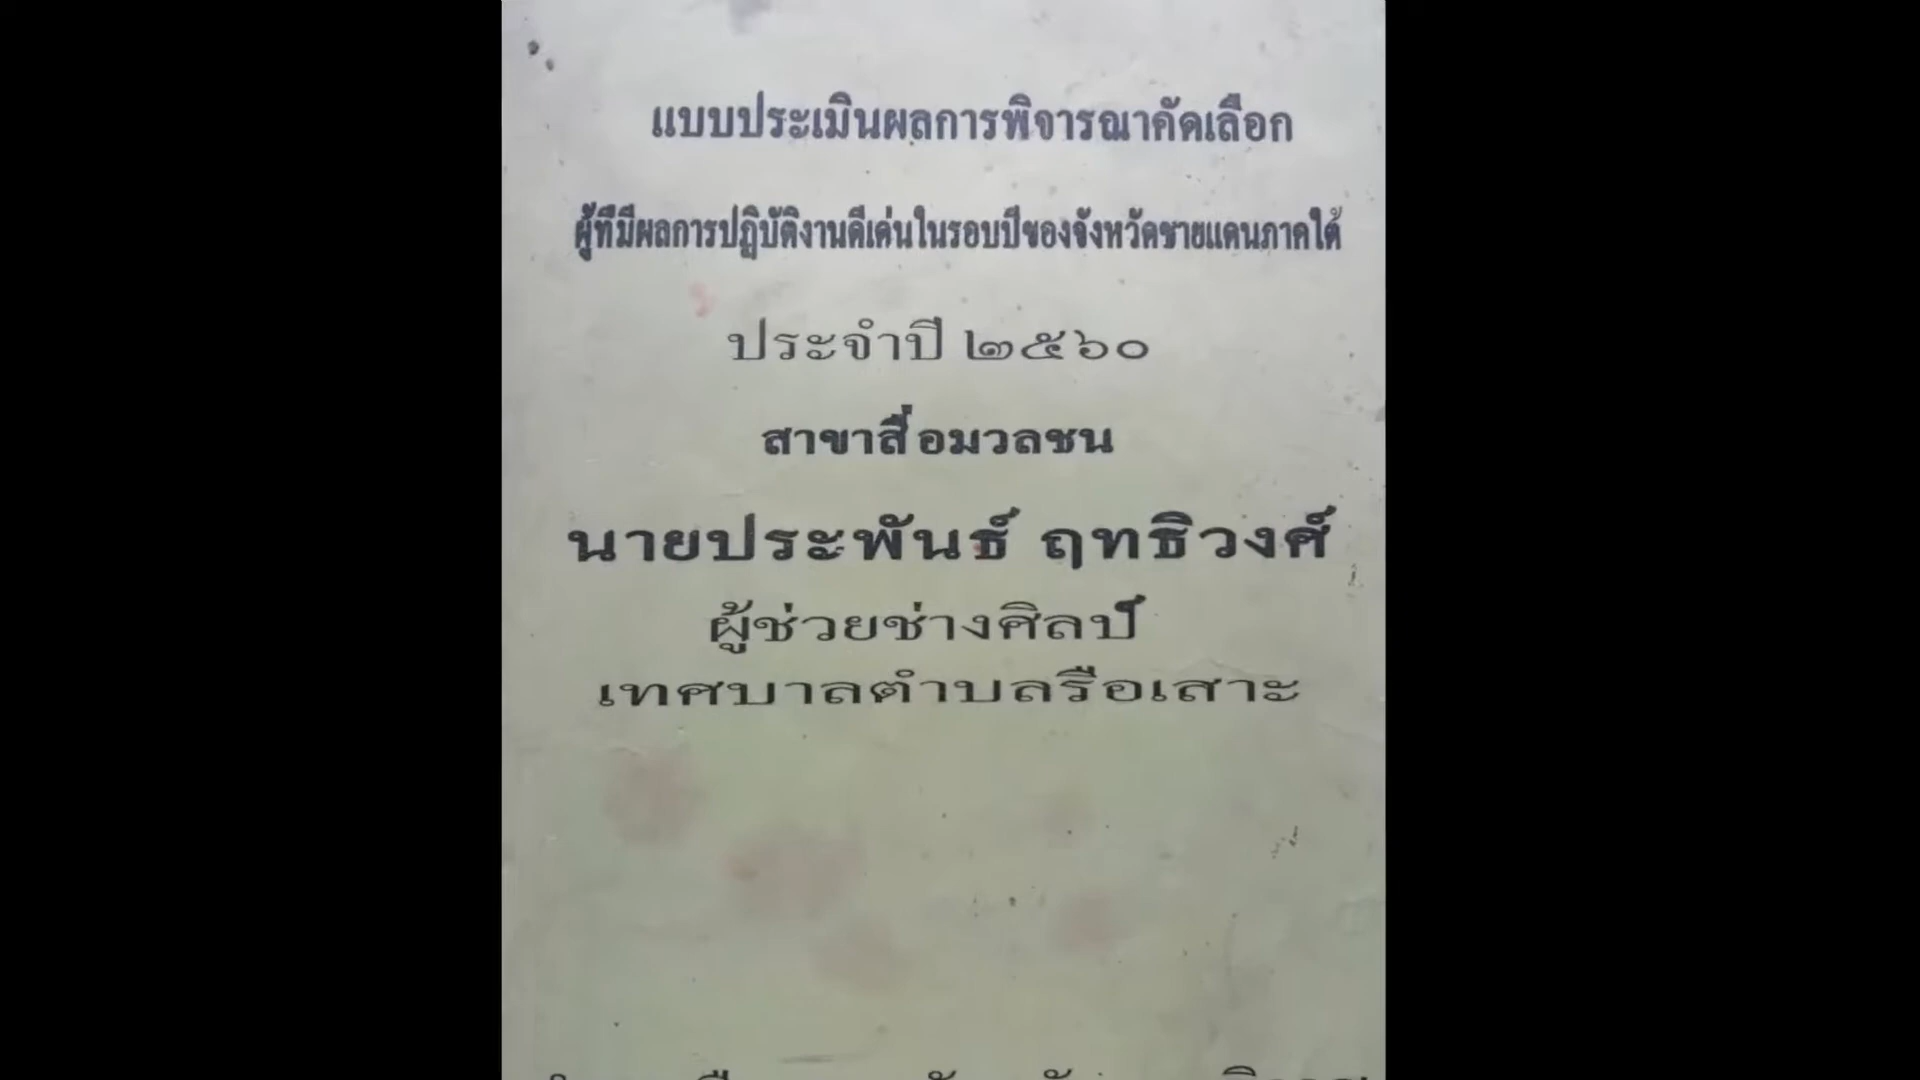 แบบประเมินผลการพิจารณาคัดเลือก
ผู้ที่มีผลการปฏิบัติงานดีเด่นในรอบปีของจังหวัดชายแดนภาคใต้
ประจำปี ๒๕๖๐
สาขาสื่อมวลชน
นายประพันธ์ ฤทธิวงศ์
ผู้ช่วยช่างศิลป์
เทศบาลตำบลรือเสาะ